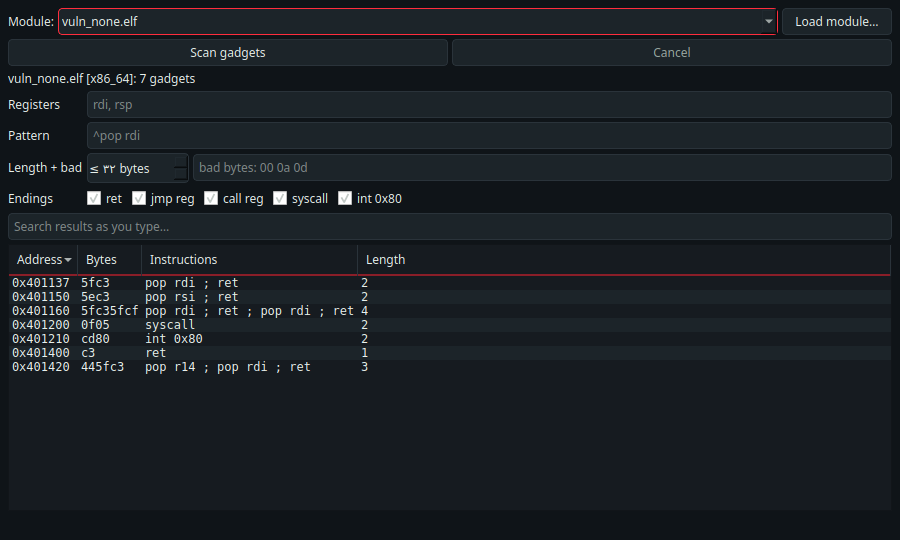 Module: vuln_none.elf Load module...
Scan gadgets Cancel
vuln_none.elf [x86_64]: 7 gadgets
Registers rdi, rsp
Pattern ^pop rdi
Length + bad ≤ ۳۲ bytes bad bytes: 00 0a 0d
Endings ret jmp reg call reg syscall int 0x80
Search results as you type...
Address Bytes Instructions Length
0x401137 5fc3 pop rdi ; ret 2
0x401150 5ec3 pop rsi ; ret 2
0x401160 5fc35fcf pop rdi ; ret ; pop rdi ; ret 4
0x401200 0f05 syscall 2
0x401210 cd80 int 0x80 2
0x401400 c3 ret 1
0x401420 445fc3 pop r14 ; pop rdi ; ret 3